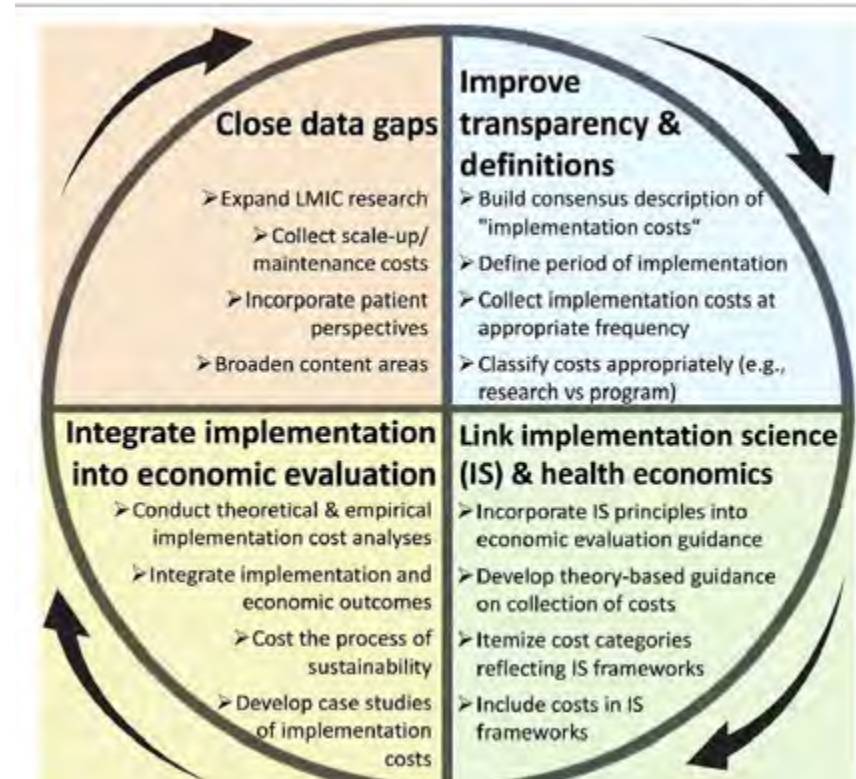 Close data gaps
➢ Expand LMIC research
➢ Collect scale-up/
maintenance costs
➢ Incorporate patient
perspectives
➢ Broaden content areas
Improve
transparency &
definitions
➢ Build consensus description of
"implementation costs"
➢ Define period of implementation
➢ Collect implementation costs at
appropriate frequency
➢ Classify costs appropriately (e.g.,
research vs program)
Integrate implementation
into economic evaluation
➢ Conduct theoretical & empirical
implementation cost analyses
➢ Integrate implementation and
economic outcomes
➢ Cost the process of
sustainability
➢ Develop case studies
of implementation
costs
Link implementation science
(IS) & health economics
➢ Incorporate IS principles into
economic evaluation guidance
➢ Develop theory-based guidance
on collection of costs
➢ Itemize cost categories
reflecting IS frameworks
➢ Include costs in IS
frameworks